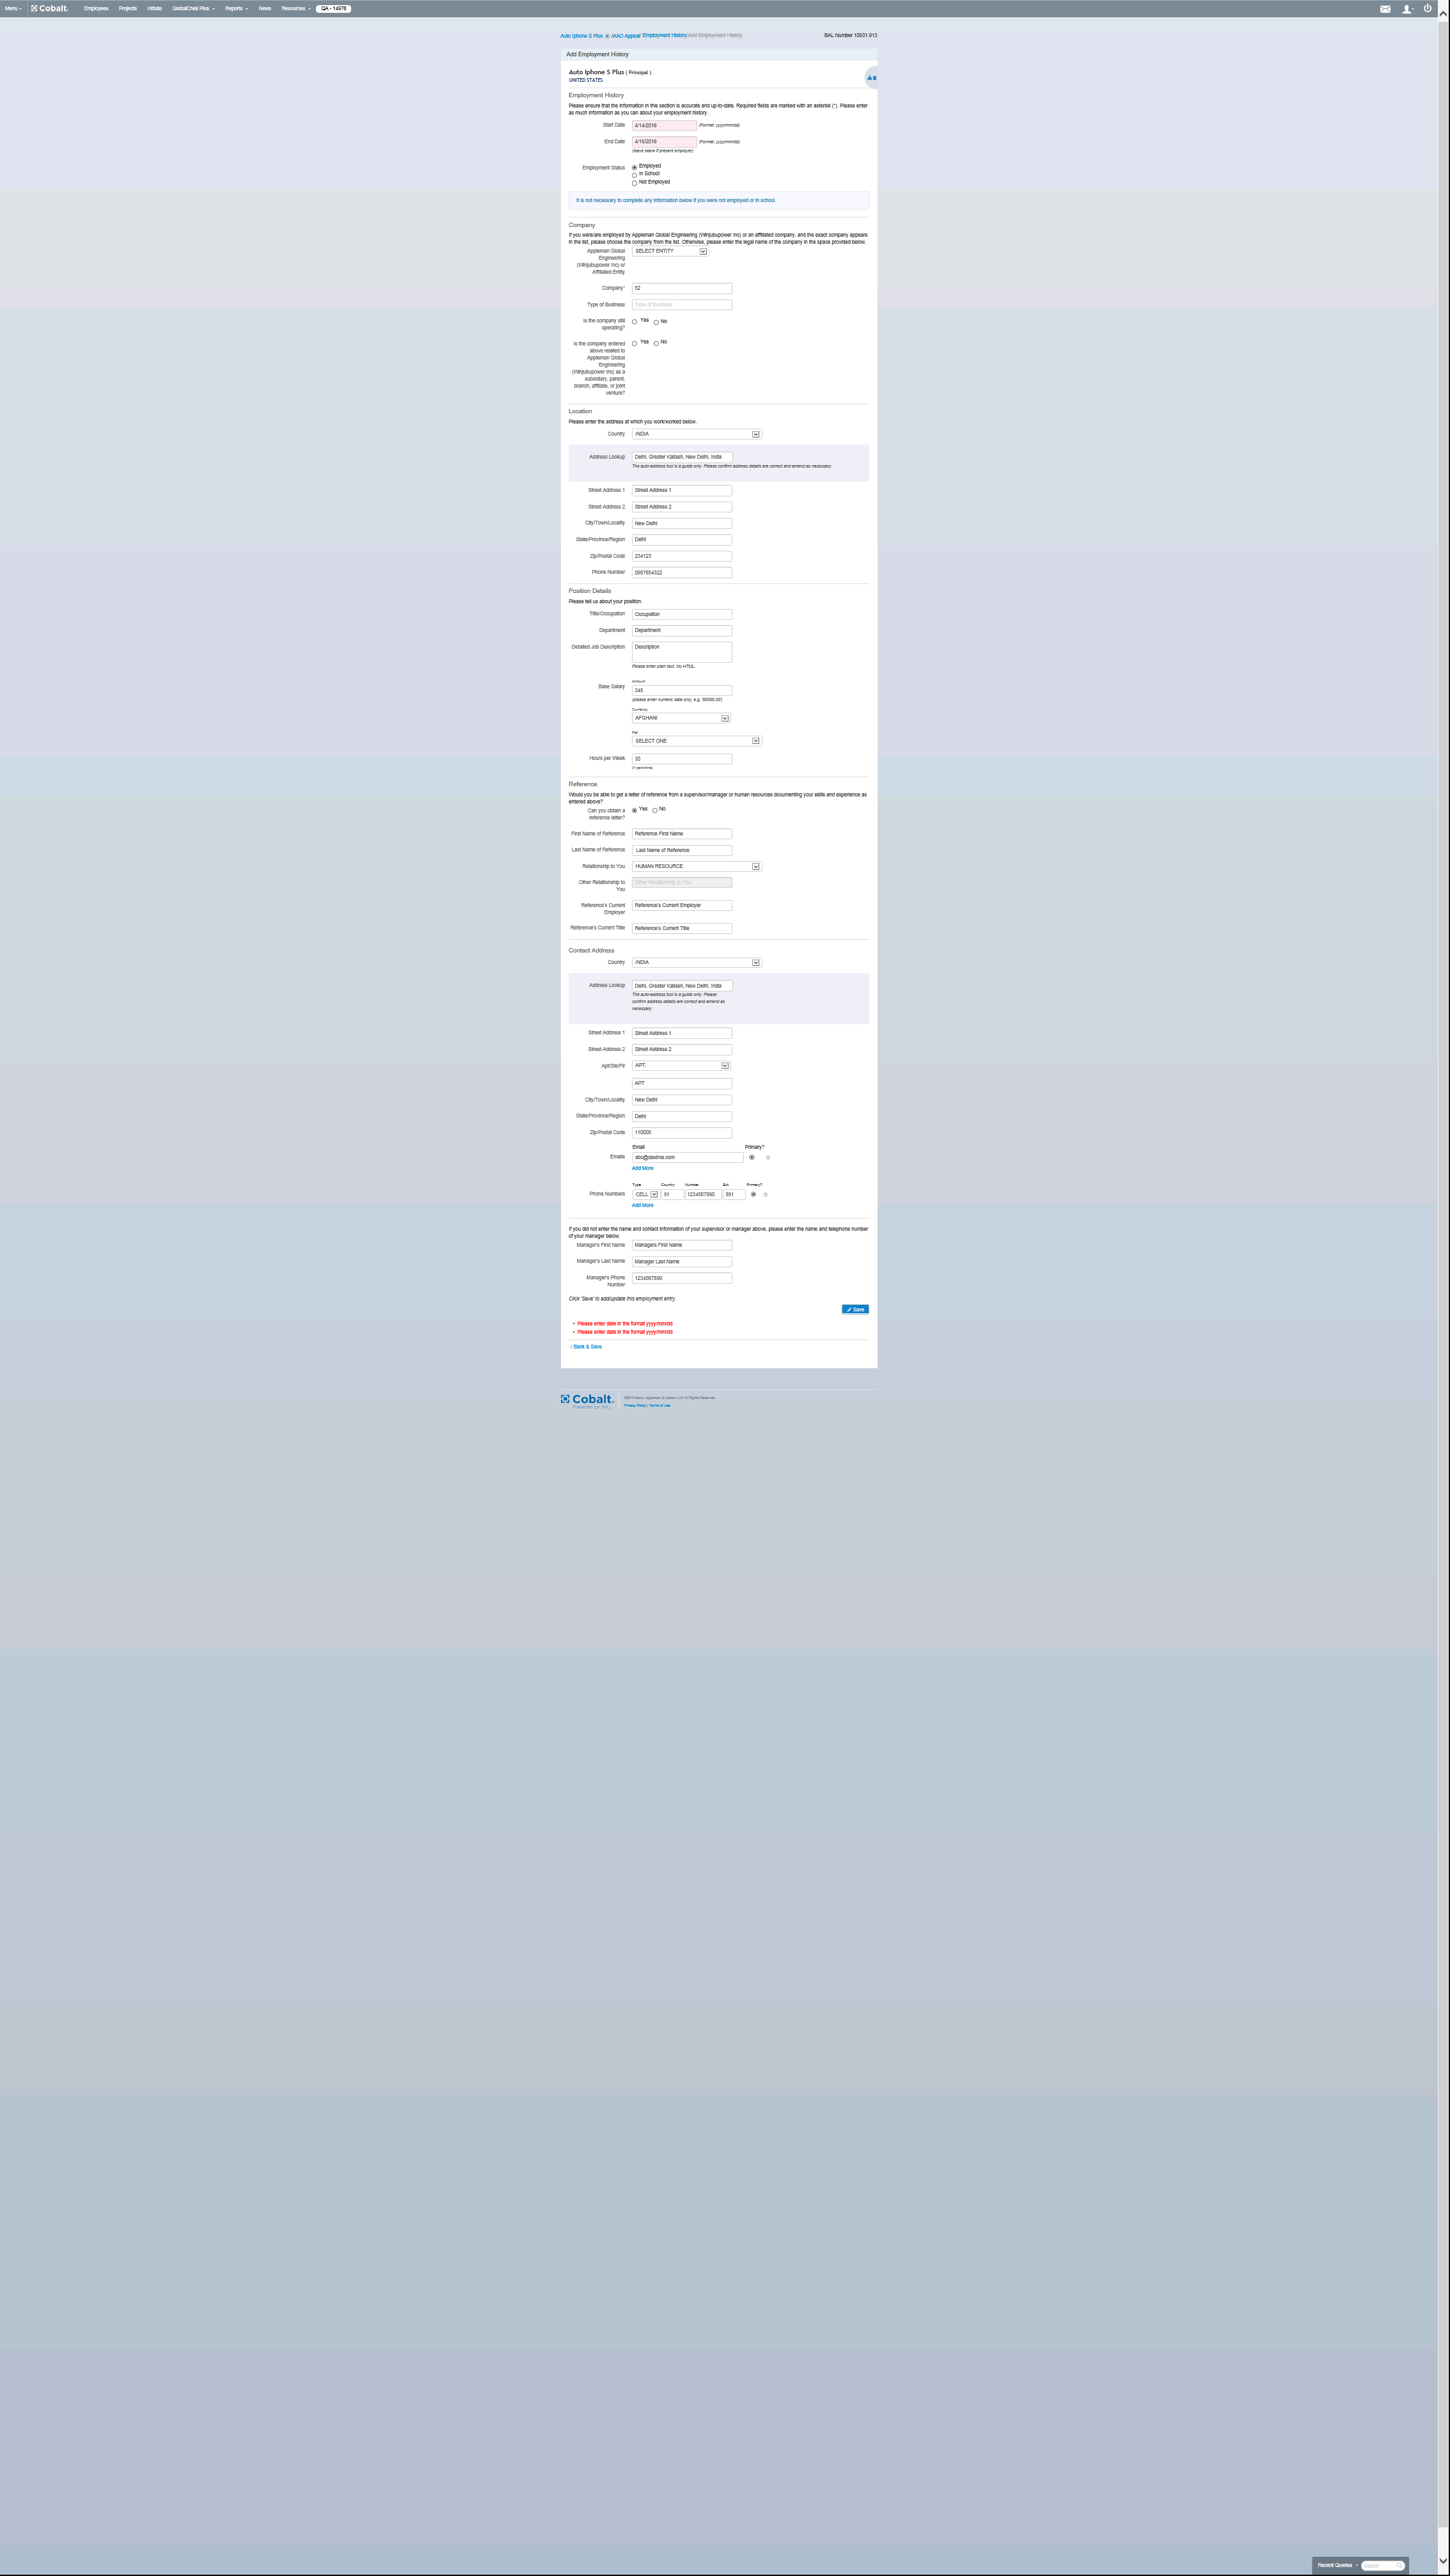 Menu Cobalt. Employees Projects Initiate GlobalChek Plus Reports News Resources QA - 14976
Auto Iphone S Plus /AAO Appeal/Employment History/Add Employment History BAL Number 10931.913
Add Employment History
Auto Iphone S Plus ( Principal )
UNITED STATES
Employment History
Please ensure that the information in this section is accurate and up-to-date. Required fields are marked with an asterisk (*). Please enter
as much information as you can about your employment history.
Start Date 4/14/2016 (Format: yyyy/mm/dd)
End Date 4/15/2016 (Format: yyyy/mm/dd)
(leave blank if present employer)
Employment Status Employed
In School
Not Employed
It is not necessary to complete any information below if you were not employed or in school.
Company
If you were/are employed by Appleman Global Engineering (Winjubupower Inc) or an affiliated company, and the exact company appears
in the list, please choose the company from the list. Otherwise, please enter the legal name of the company in the space provided below.
Appleman Global SELECT ENTITY
Engineering
(Winjubupower Inc) or
Affiliated Entity
Company* 52
Type of Business Type of Business
Is the company still Yes No
operating?
Is the company entered Yes No
above related to
Appleman Global
Engineering
(Winjubupower Inc) as a
subsidiary, parent,
branch, affiliate, or joint
venture?
Location
Please enter the address at which you work/worked below.
Country INDIA
Address Lookup Delhi, Greater Kailash, New Delhi, India
The auto-address tool is a guide only. Please confirm address details are correct and amend as necessary.
Street Address 1 Street Address 1
Street Address 2 Street Address 2
City/Town/Locality New Delhi
State/Province/Region Delhi
Zip/Postal Code 234123
Phone Number 0987654322
Position Details
Please tell us about your position.
Title/Occupation Occupation
Department Department
Detailed Job Description Description
Please enter plain text. No HTML.
Amount
Base Salary 345
(please enter numeric data only, e.g. '60000.00')
Currency
AFGHANI
Per
SELECT ONE
Hours per Week 30
(if part-time)
Reference
Would you be able to get a letter of reference from a supervisor/manager or human resources documenting your skills and experience as
entered above?
Can you obtain a Yes No
reference letter?
First Name of Reference Reference First Name
Last Name of Reference Last Name of Reference
Relationship to You HUMAN RESOURCE
Other Relationship to Other Relationship to You
You
Reference's Current Reference's Current Employer
Employer
Reference's Current Title Reference's Current Title
Contact Address
Country INDIA
Address Lookup Delhi, Greater Kailash, New Delhi, India
The auto-address tool is a guide only. Please
confirm address details are correct and amend as
necessary.
Street Address 1 Street Address 1
Street Address 2 Street Address 2
Apt/Ste/Flr APT.
APT
City/Town/Locality New Delhi
State/Province/Region Delhi
Zip/Postal Code
Email Primary?
Emails abc@dastma.com
Add More
Type Country Number Ext. Primary?
Phone Numbers CELL 91 1234567890 891
Add More
If you did not enter the name and contact information of your supervisor or manager above, please enter the name and telephone number
of your manager below.
Manager's First Name Managers First Name
Manager's Last Name Manager Last Name
Manager's Phone 1234567890
Number
Click 'Save' to add/update this employment entry.
Save
• Please enter date in the format yyyy/mm/dd
• Please enter date in the format yyyy/mm/dd
‹ Back & Save
Cobalt. ©2016 Berry Appleman & Leiden LLP All Rights Reserved
Powered by BAL. Privacy Policy | Terms of Use
Recent Queries Search